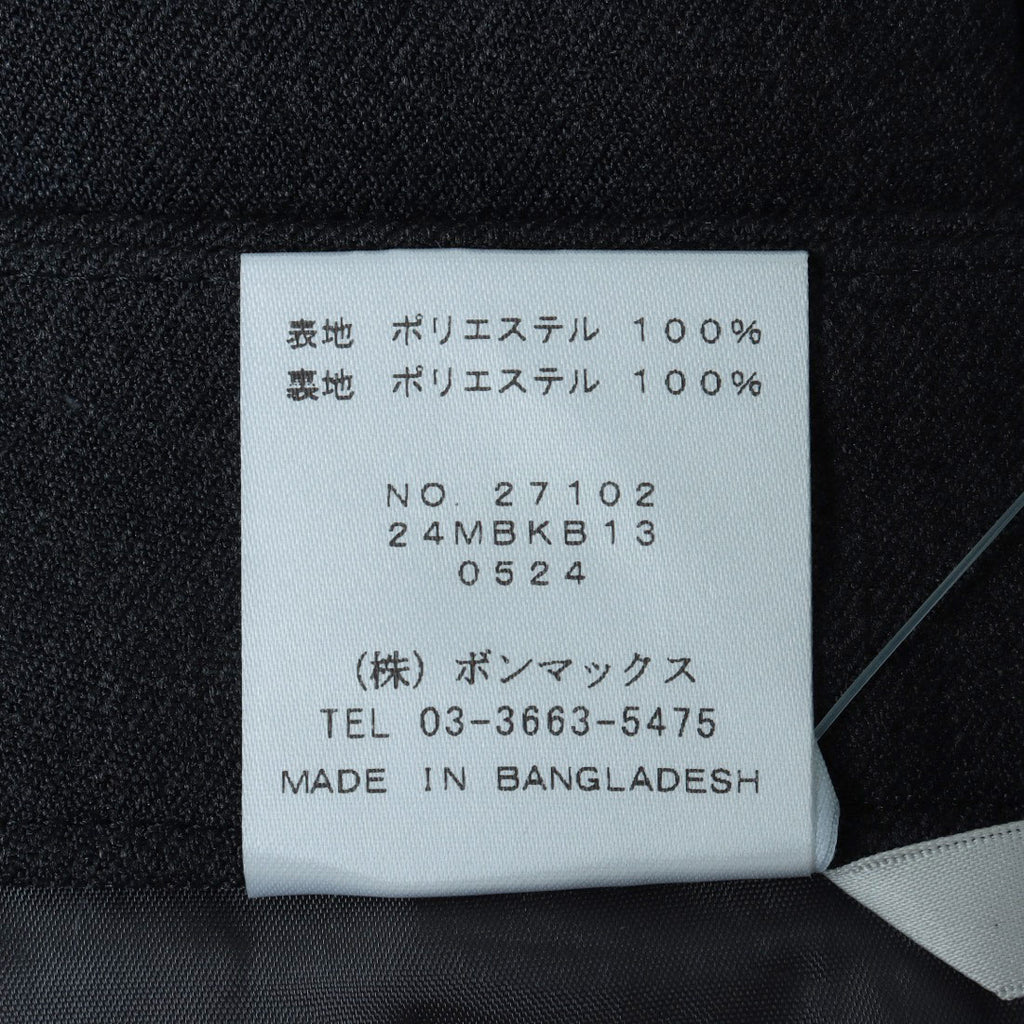 表地 ポリエステル 100%
裏地 ポリエステル 100%
NO. 27102
24MBKB13
0524
(株) ボンマックス
TEL 03-3663-5475
MADE IN BANGLADESH